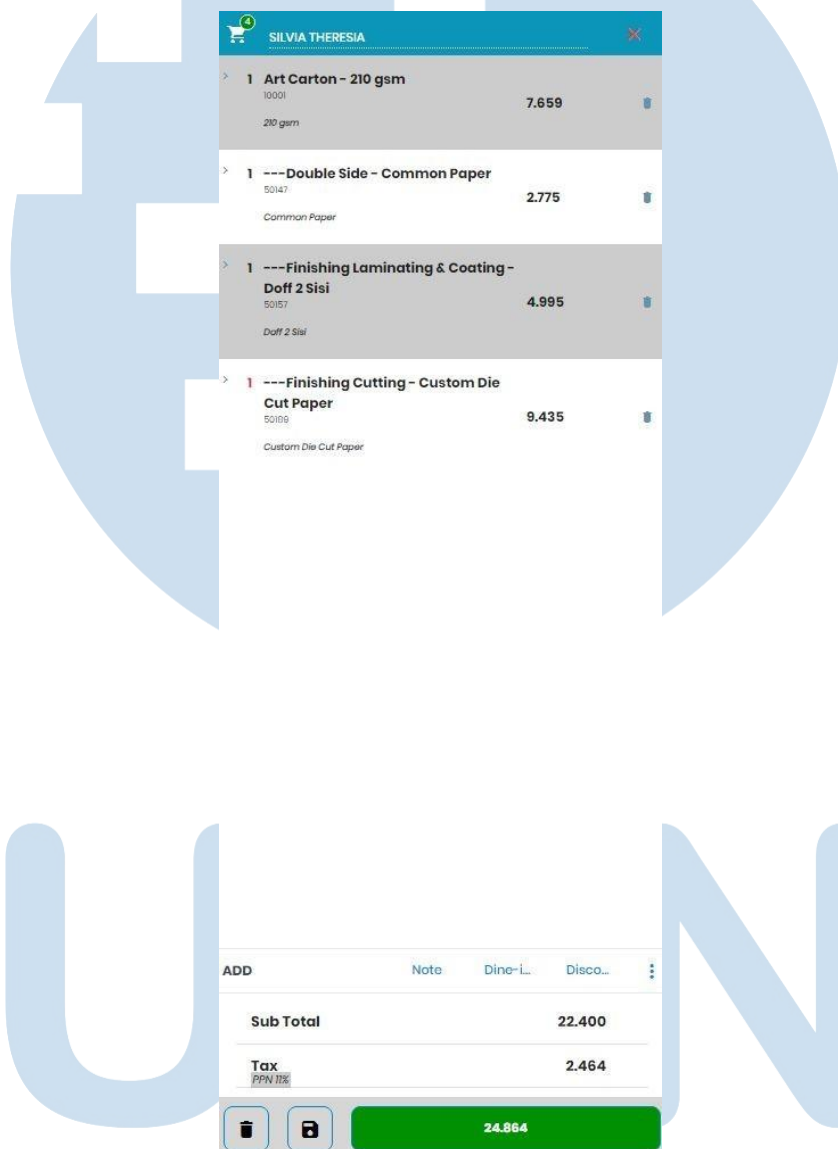 4
SILVIA THERESIA
1 Art Carton - 210 gsm
10001
7.659
210 gsm
1 ---Double Side - Common Paper
50147
2.775
Common Paper
1 ---Finishing Laminating & Coating -
Doff 2 Sisi
50157
4.995
Doff 2 Sisi
1 ---Finishing Cutting - Custom Die
Cut Paper
50189
9.435
Custom Die Cut Paper
ADD Note Dine-i... Disco...
Sub Total 22.400
Tax 2.464
PPN 11%
24.864
U N